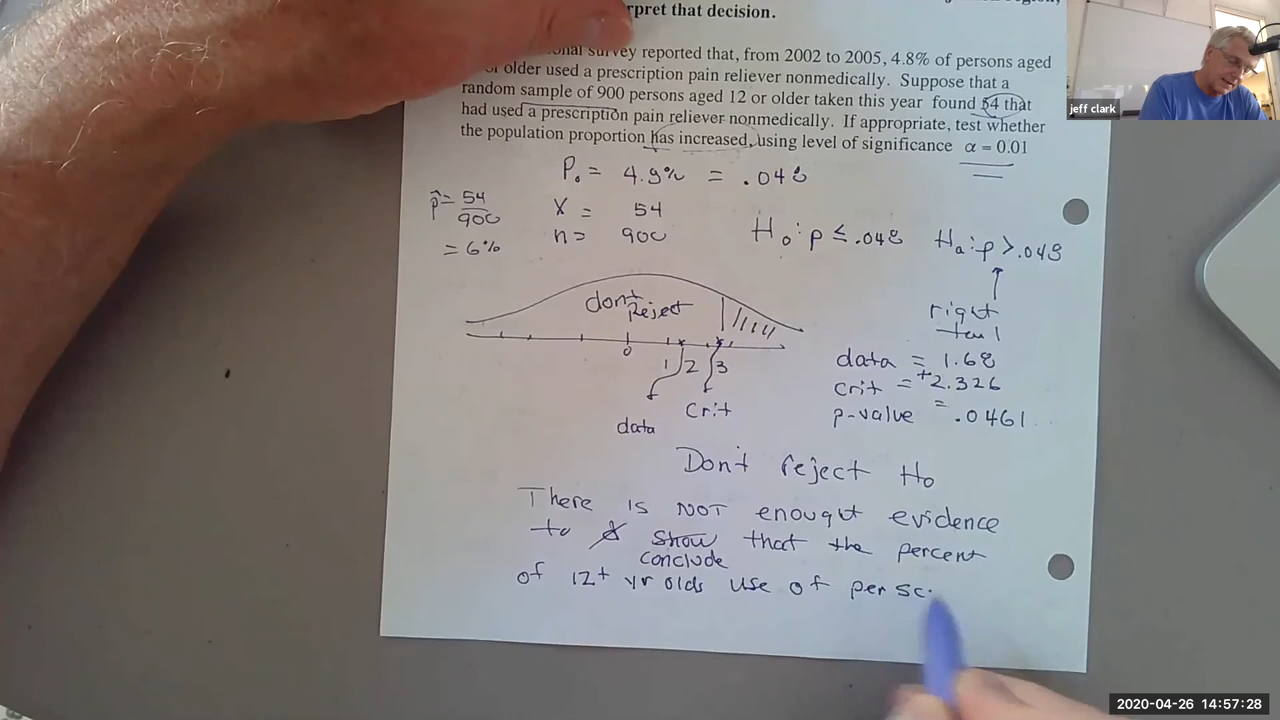 rpret that decision.
onal survey reported that, from 2002 to 2005, 4.8% of persons aged
or older used a prescription pain reliever nonmedically. Suppose that a
random sample of 900 persons aged 12 or older taken this year found 54 that
had used a prescription pain reliever nonmedically. If appropriate, test whether
the population proportion has increased, using level of significance α = 0.01
jeff clark
P₀ = 4.8% = .048
p̂ = 54/900
= 6%
X = 54
n = 900
H₀: p ≤ .048 Hₐ: p > .048
right
tail
dont
Reject
0
1 2 3
data
Crit
data = 1.68
crit = +2.326
p-value = .0461
Dont reject H₀
There is NOT enougt evidence
to show that the percent
conclude
of 12+ yr olds use of persc
2020-04-26 14:57:28